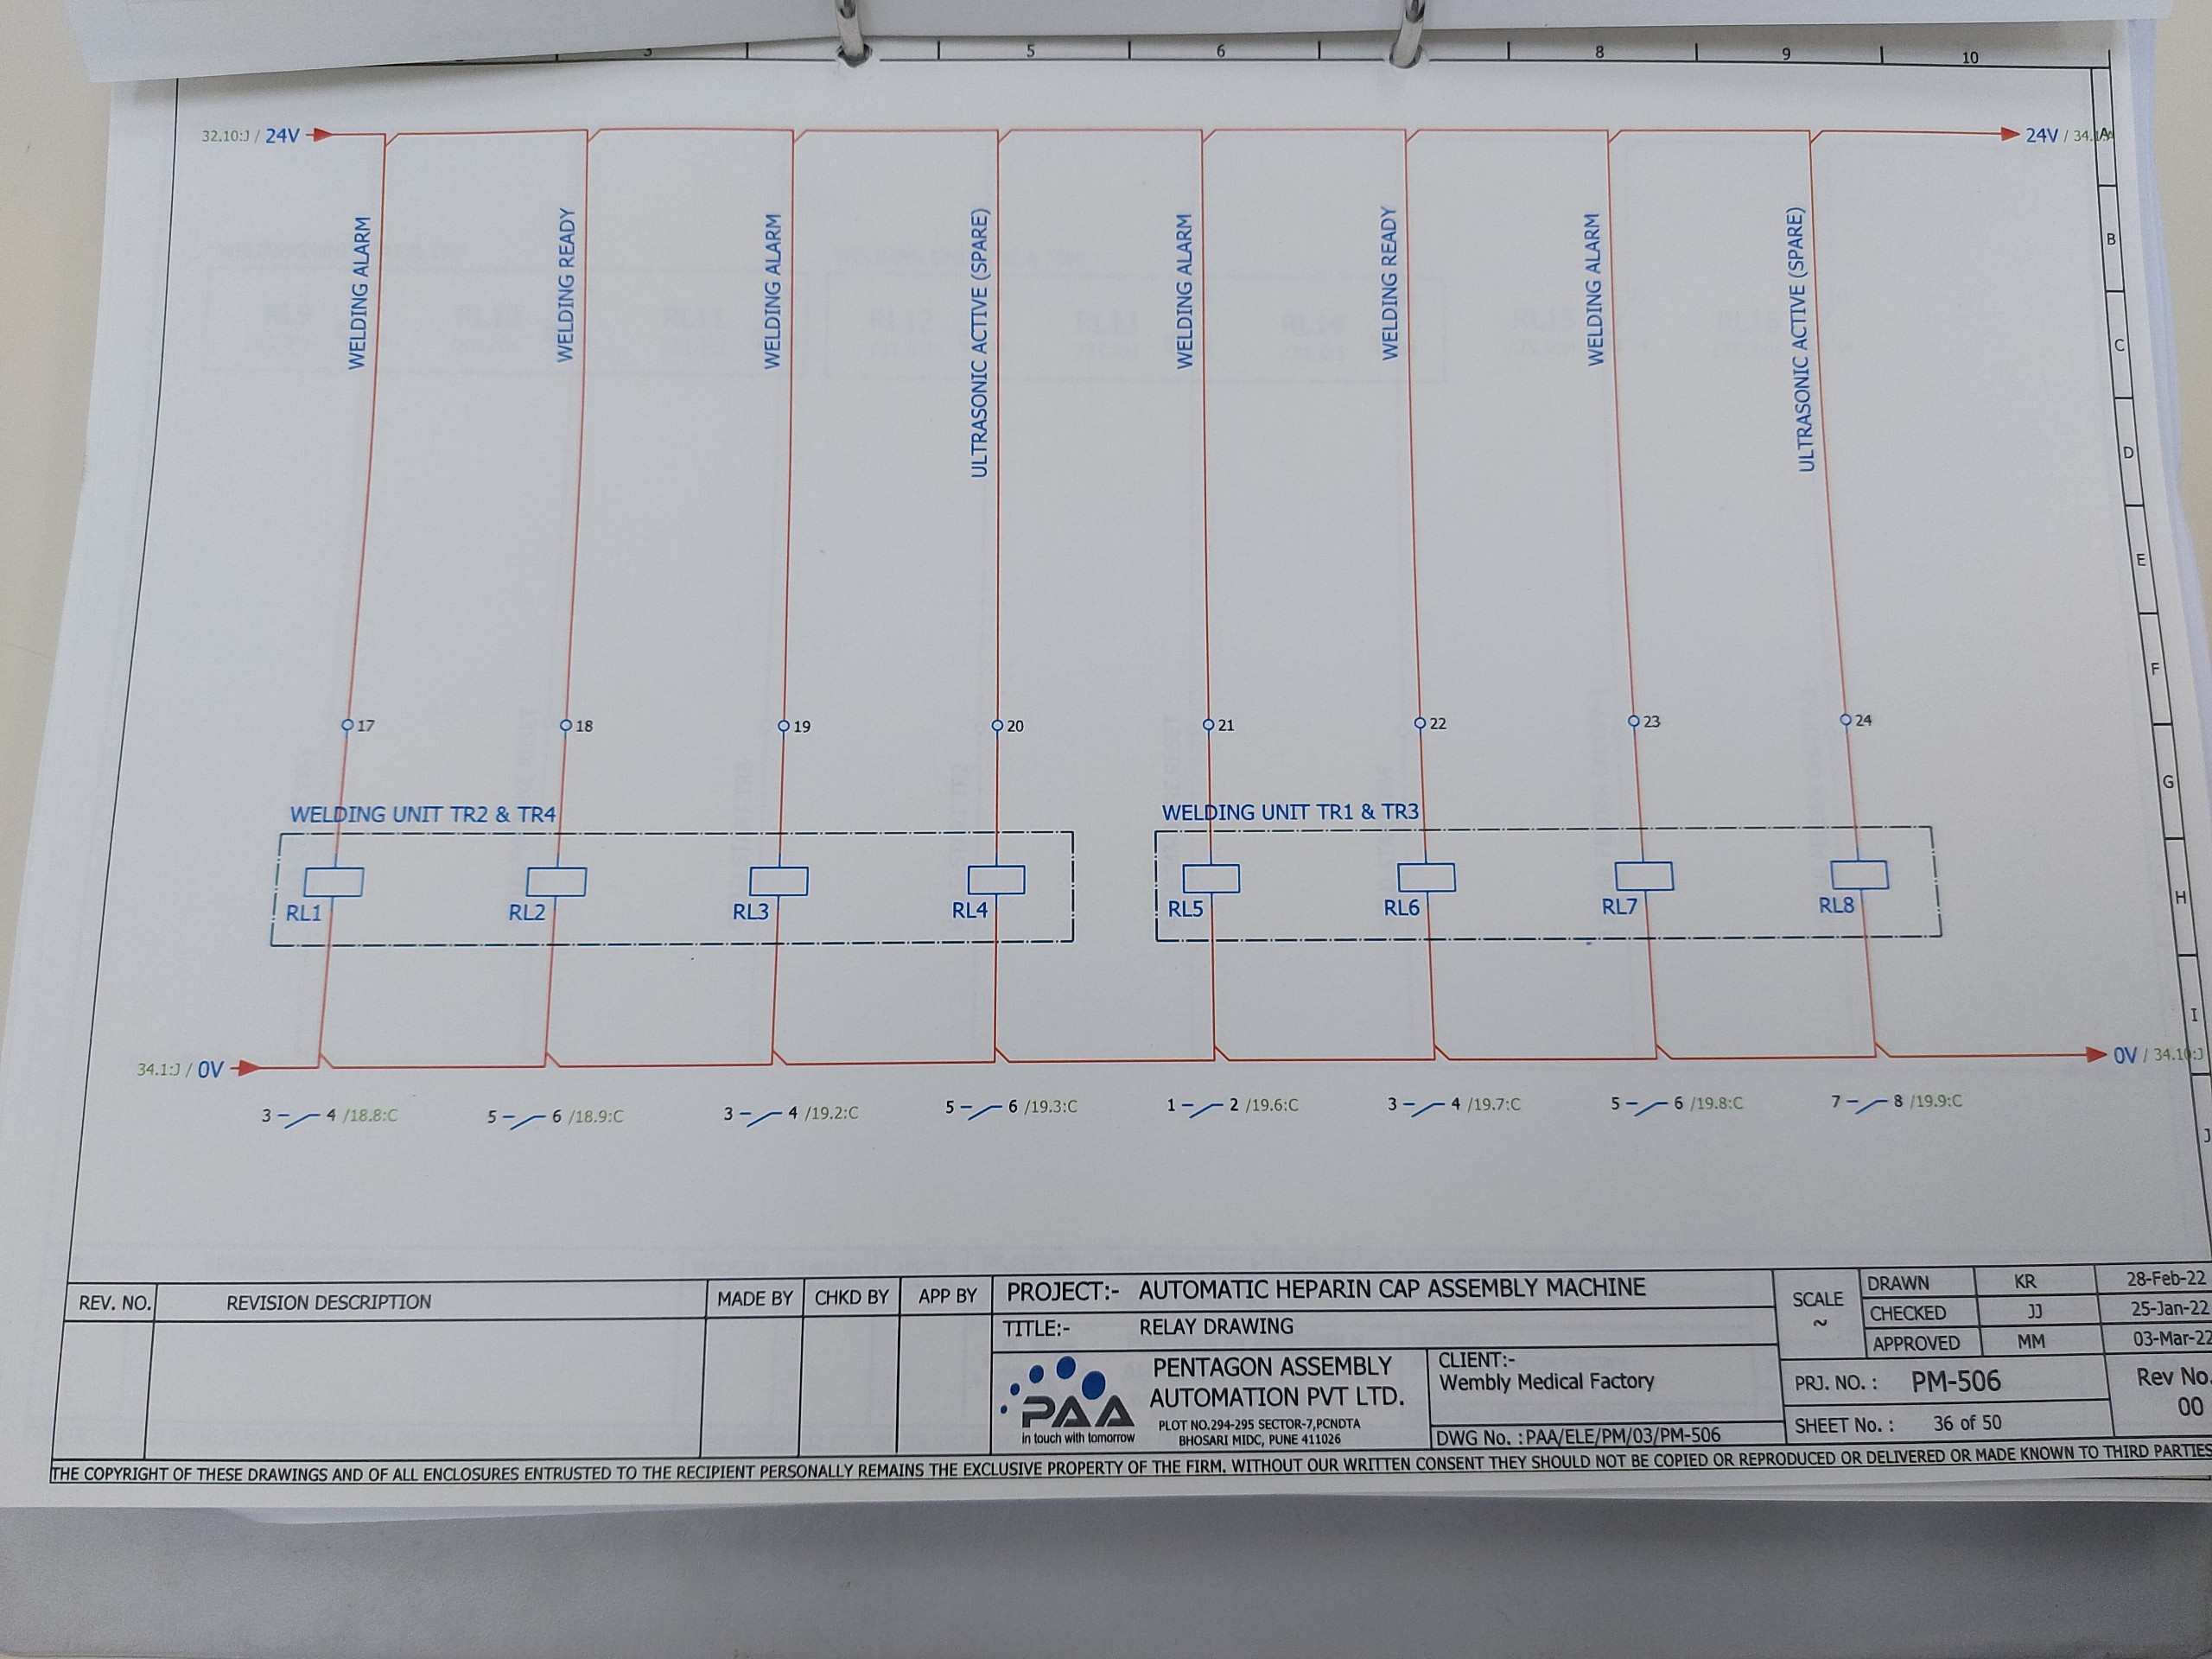 5 6 8 9 10
32.10:J / 24V
24V / 34.
A
B
C
D
E
F
G
H
I
J
WELDING ALARM
WELDING READY
WELDING ALARM
ULTRASONIC ACTIVE (SPARE)
WELDING ALARM
WELDING READY
WELDING ALARM
ULTRASONIC ACTIVE (SPARE)
17 18 19 20 21 22 23 24
WELDING UNIT TR2 & TR4
WELDING UNIT TR1 & TR3
RL1 RL2 RL3 RL4 RL5 RL6 RL7 RL8
34.1:J / 0V
0V / 34.10:J
3 4 /18.8:C
5 6 /18.9:C
3 4 /19.2:C
5 6 /19.3:C
1 2 /19.6:C
3 4 /19.7:C
5 6 /19.8:C
7 8 /19.9:C
REV. NO. REVISION DESCRIPTION MADE BY CHKD BY APP BY
PROJECT:- AUTOMATIC HEPARIN CAP ASSEMBLY MACHINE
TITLE:- RELAY DRAWING
PAA
in touch with tomorrow
PENTAGON ASSEMBLY
AUTOMATION PVT LTD.
PLOT NO.294-295 SECTOR-7,PCNDTA
BHOSARI MIDC, PUNE 411026
CLIENT:-
Wembly Medical Factory
DWG No. :PAA/ELE/PM/03/PM-506
SCALE
~
DRAWN KR 28-Feb-22
CHECKED JJ 25-Jan-22
APPROVED MM 03-Mar-22
PRJ. NO. : PM-506
SHEET No. : 36 of 50
Rev No.
00
THE COPYRIGHT OF THESE DRAWINGS AND OF ALL ENCLOSURES ENTRUSTED TO THE RECIPIENT PERSONALLY REMAINS THE EXCLUSIVE PROPERTY OF THE FIRM. WITHOUT OUR WRITTEN CONSENT THEY SHOULD NOT BE COPIED OR REPRODUCED OR DELIVERED OR MADE KNOWN TO THIRD PARTIES